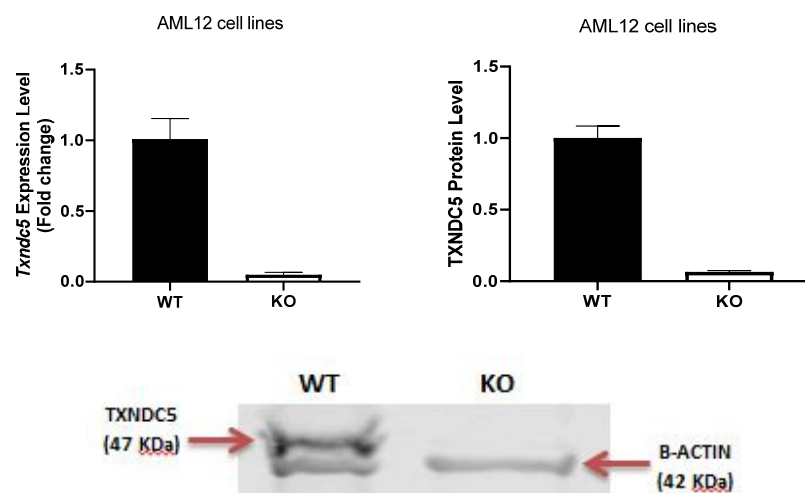 AML12 cell lines
Txndc5 Expression Level
(Fold change)
1.5
1.0
0.5
0.0
WT
KO
AML12 cell lines
TXNDC5 Protein Level
1.5
1.0
0.5
0.0
WT
KO
WT
KO
TXNDC5
(47 KDa)
B-ACTIN
(42 KDa)